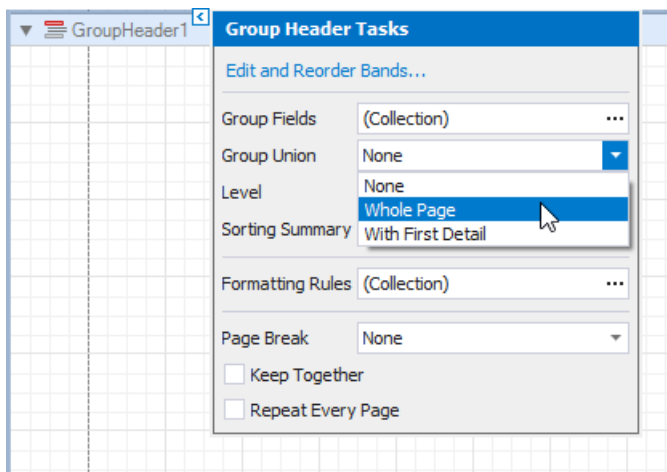 GroupHeader1
Group Header Tasks
Edit and Reorder Bands...
Group Fields (Collection) ...
Group Union None
None
Level
Whole Page
Sorting Summary With First Detail
Formatting Rules (Collection) ...
Page Break None
Keep Together
Repeat Every Page